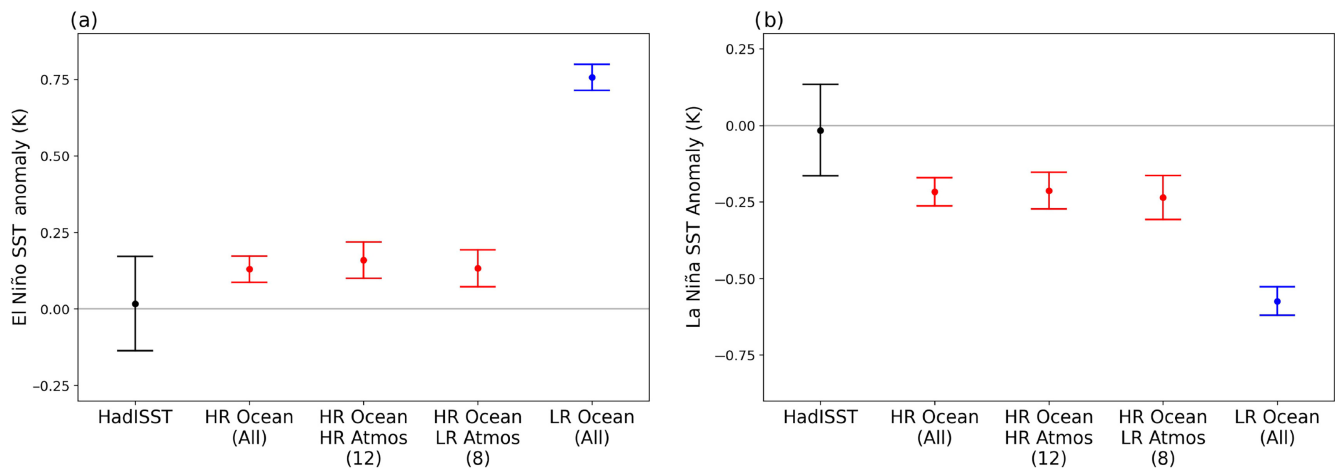 (a)
El Niño SST anomaly (K)
0.75
0.50
0.25
0.00
−0.25
HadISST
HR Ocean
(All)
HR Ocean
HR Atmos
(12)
HR Ocean
LR Atmos
(8)
LR Ocean
(All)
(b)
La Niña SST Anomaly (K)
0.25
0.00
−0.25
−0.50
−0.75
HadISST
HR Ocean
(All)
HR Ocean
HR Atmos
(12)
HR Ocean
LR Atmos
(8)
LR Ocean
(All)